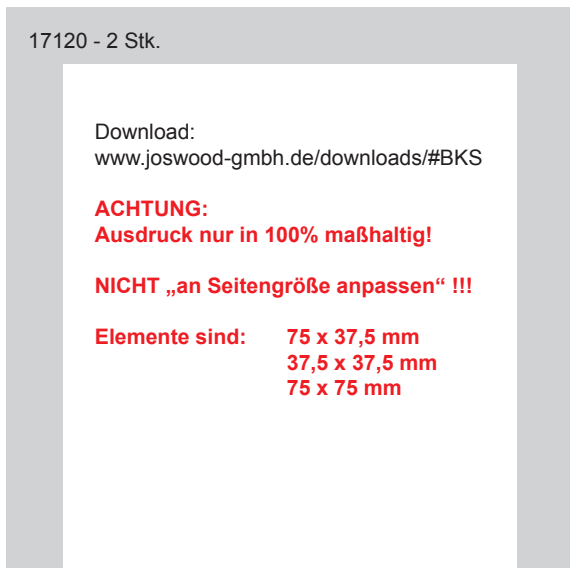 17120 - 2 Stk.
Download:
www.joswood-gmbh.de/downloads/#BKS
ACHTUNG:
Ausdruck nur in 100% maßhaltig!
NICHT „an Seitengröße anpassen“ !!!
Elemente sind: 75 x 37,5 mm
37,5 x 37,5 mm
75 x 75 mm